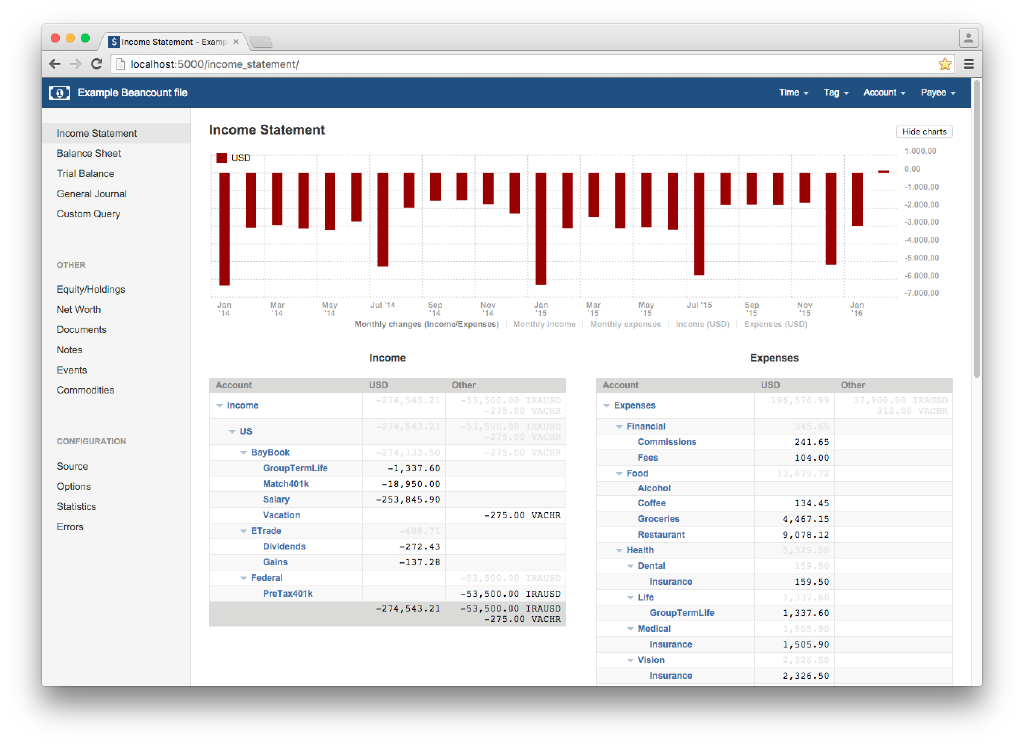 Income Statement - Examp
localhost:5000/income_statement/
Example Beancount file
Time
Tag
Account
Payee
Income Statement
Balance Sheet
Trial Balance
General Journal
Custom Query
OTHER
Equity/Holdings
Net Worth
Documents
Notes
Events
Commodities
CONFIGURATION
Source
Options
Statistics
Errors
Income Statement
Hide charts
USD
1.000,00
0,00
-1.000,00
-2.000,00
-3.000,00
-4.000,00
-5.000,00
-6.000,00
-7.000,00
Jan '14
Mar '14
May '14
Jul '14
Sep '14
Nov '14
Jan '15
Mar '15
May '15
Jul '15
Sep '15
Nov '15
Jan '16
Monthly changes (Income/Expenses) | Monthly income | Monthly expenses | Income (USD) | Expenses (USD)
Income
Account USD Other
Income -274,543.21 -53,500.00 IRAUSD
-275.00 VACHR
US -274,543.21 -53,500.00 IRAUSD
-275.00 VACHR
BayBook -274,133.50 -275.00 VACHR
GroupTermLife -1,337.60
Match401k -18,950.00
Salary -253,845.90
Vacation -275.00 VACHR
ETrade -409.71
Dividends -272.43
Gains -137.28
Federal -53,500.00 IRAUSD
PreTax401k -53,500.00 IRAUSD
-274,543.21 -53,500.00 IRAUSD
-275.00 VACHR
Expenses
Account USD Other
Expenses 196,576.99 37,900.00 IRAUSD
312.00 VACHR
Financial 345.65
Commissions 241.65
Fees 104.00
Food 13,679.72
Alcohol
Coffee 134.45
Groceries 4,467.15
Restaurant 9,078.12
Health 5,329.50
Dental 159.50
Insurance 159.50
Life 1,337.60
GroupTermLife 1,337.60
Medical 1,505.90
Insurance 1,505.90
Vision 2,326.50
Insurance 2,326.50